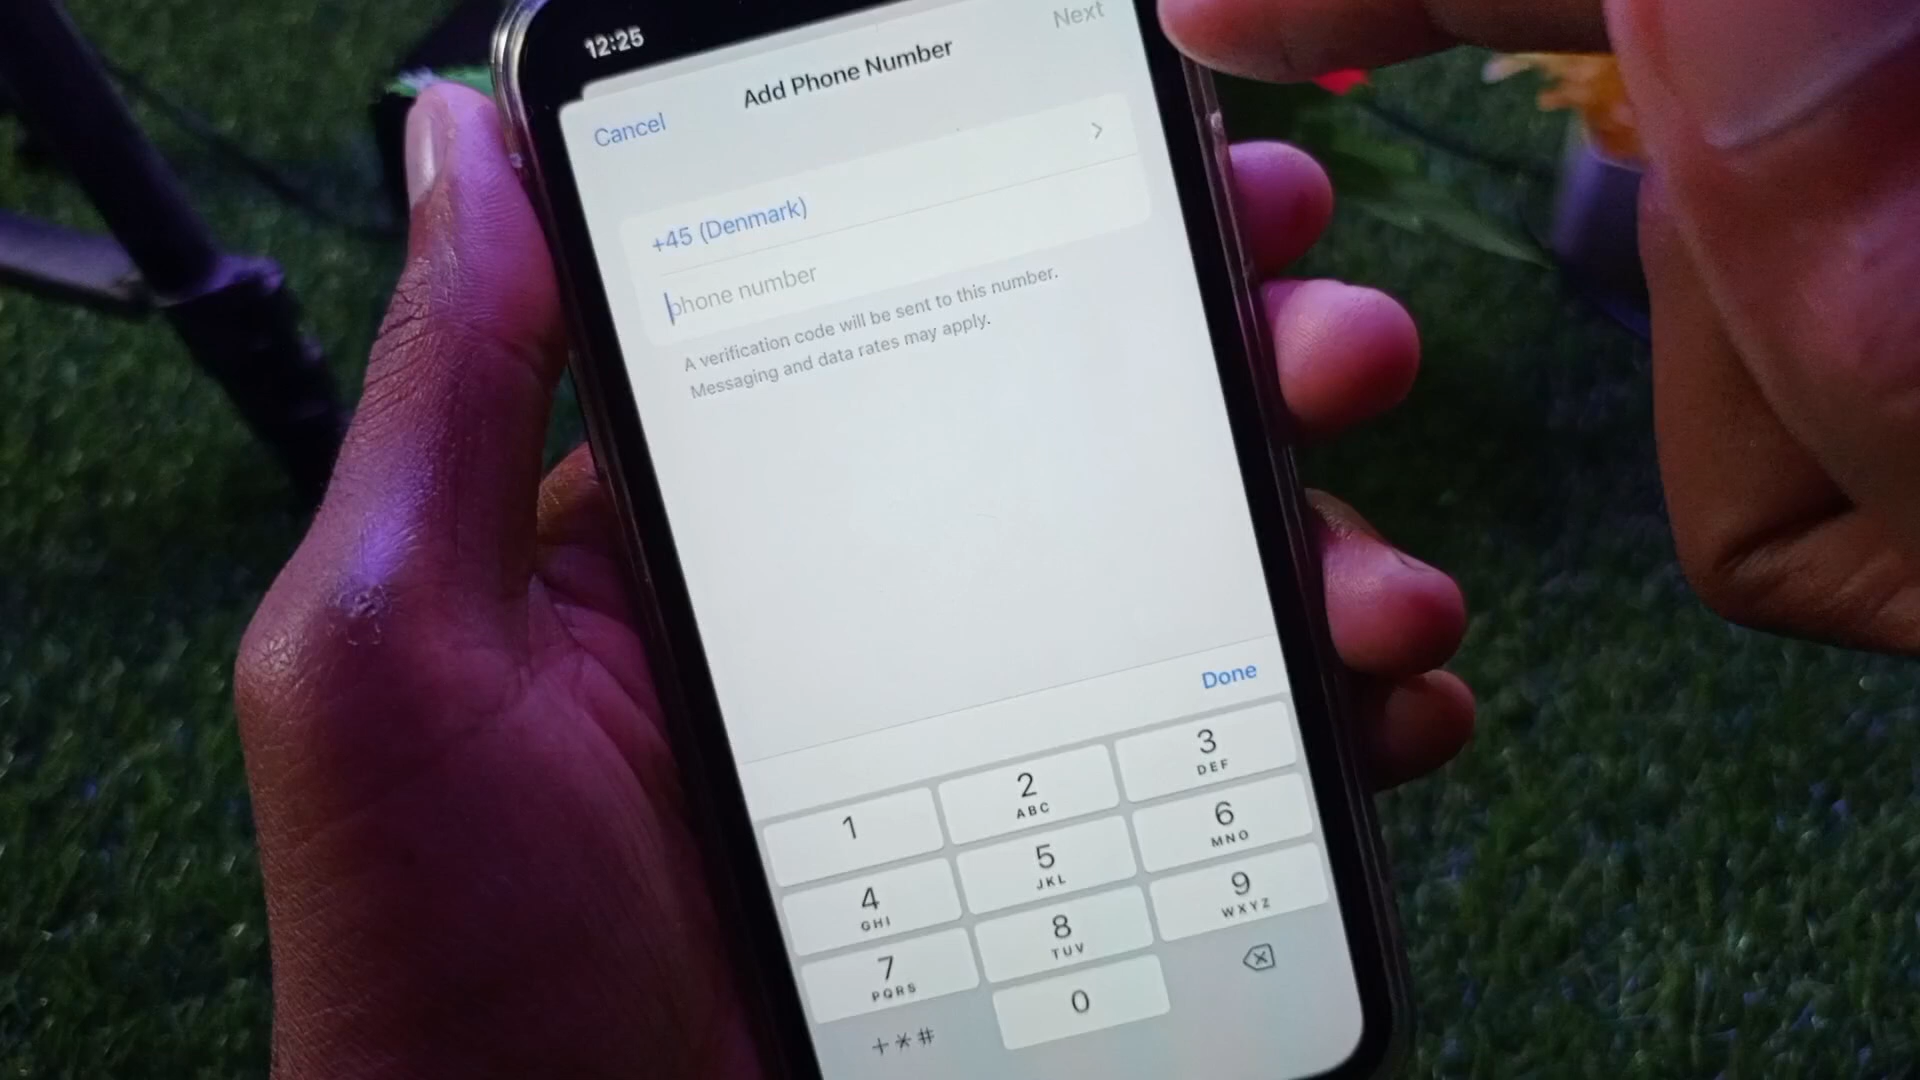 12:25
Next
Add Phone Number
Cancel
+45 (Denmark)
phone number
A verification code will be sent to this number.
Messaging and data rates may apply.
Done
1
2
ABC
3
DEF
4
GHI
5
JKL
6
MNO
7
PQRS
8
TUV
9
WXYZ
+*#
0